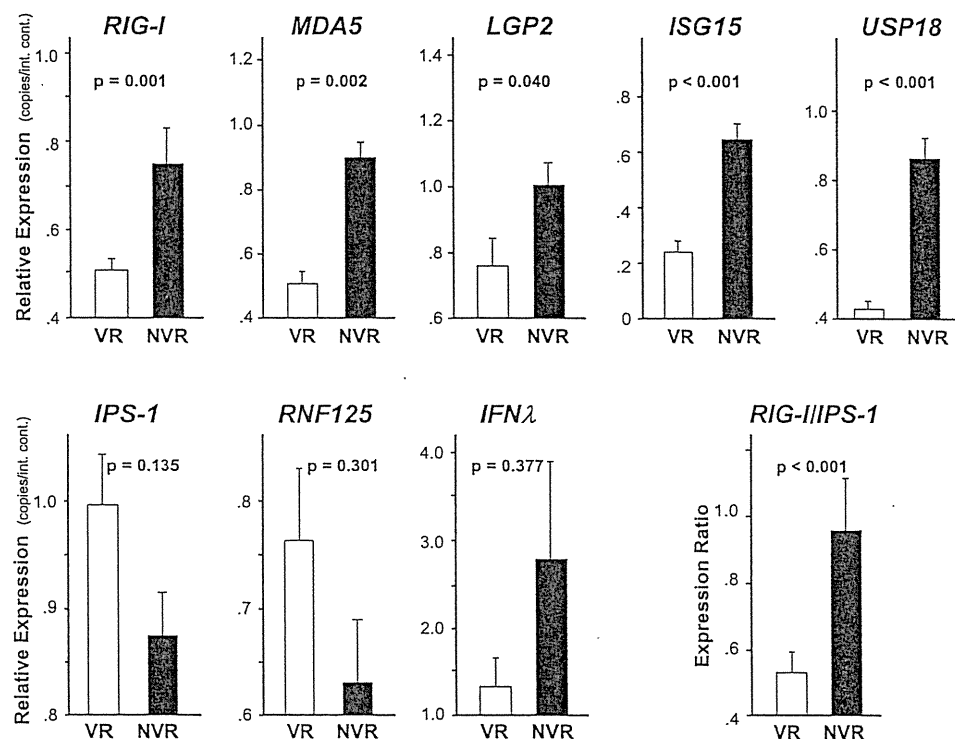 RIG-I MDA5 LGP2 ISG15 USP18
Relative Expression (copies/int. cont.)
1.0
.8
.6
.4
p = 0.001
VR NVR
1.2
1.0
.8
.6
.4
p = 0.002
VR NVR
1.4
1.2
1.0
.8
.6
p = 0.040
VR NVR
.8
.6
.4
.2
0
p < 0.001
VR NVR
1.0
.8
.6
.4
p < 0.001
VR NVR
IPS-1 RNF125 IFNλ RIG-I/IPS-1
Relative Expression (copies/int. cont.)
1.0
.9
.8
p = 0.135
VR NVR
.8
.7
.6
p = 0.301
VR NVR
4.0
3.0
2.0
1.0
p = 0.377
VR NVR
Expression Ratio
1.0
.8
.6
.4
p < 0.001
VR NVR